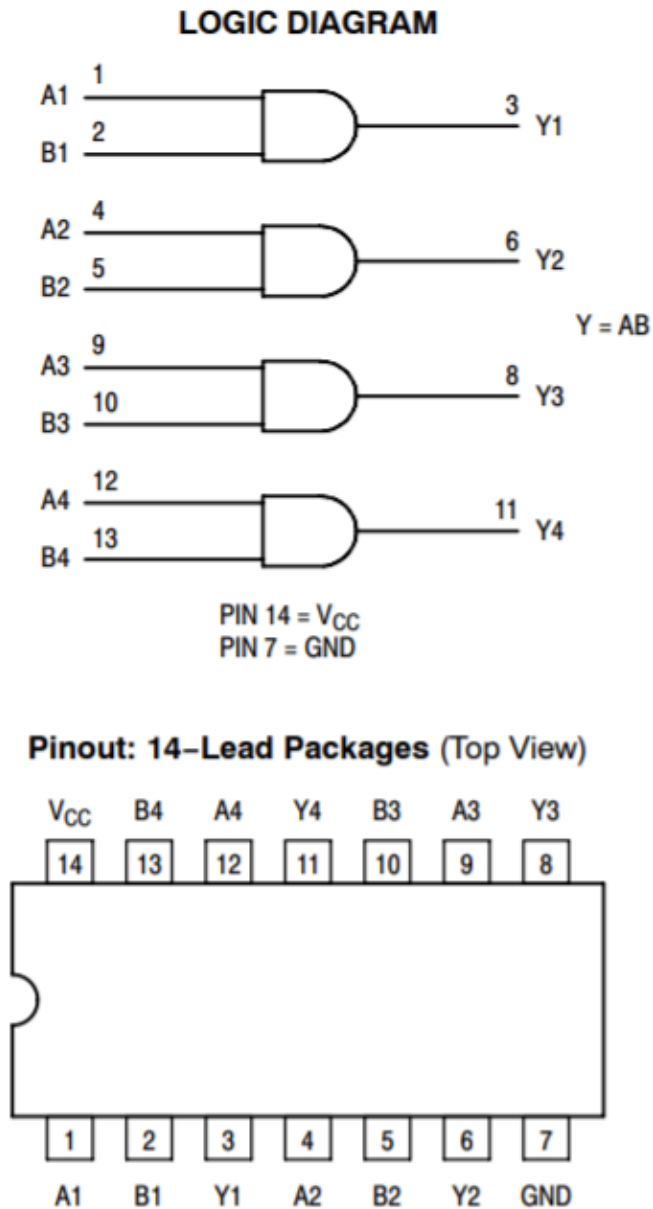 LOGIC DIAGRAM
A1 1
B1 2
3 Y1
A2 4
B2 5
6 Y2
Y = AB
A3 9
B3 10
8 Y3
A4 12
B4 13
11 Y4
PIN 14 = VCC
PIN 7 = GND
Pinout: 14–Lead Packages (Top View)
VCC B4 A4 Y4 B3 A3 Y3
14 13 12 11 10 9 8
1 2 3 4 5 6 7
A1 B1 Y1 A2 B2 Y2 GND